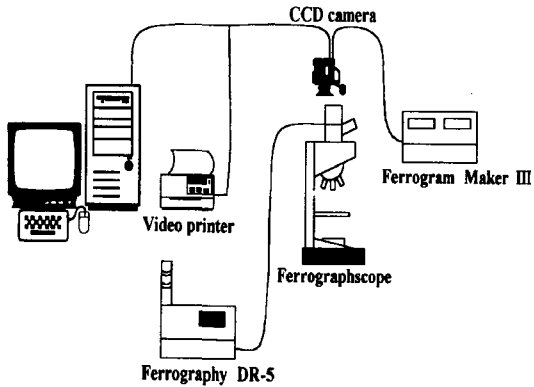 CCD camera
Ferrogram Maker III
Video printer
Ferrographscope
Ferrography DR-5